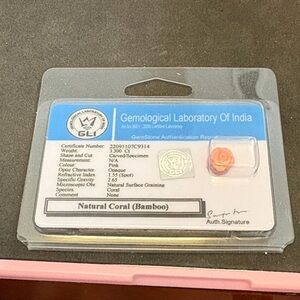 GLI
Gemological Laboratory Of India
GemStone Authentication Report
Certificate Number: 22091107C9314
Weight: 3.300 Ct
Shape and Cut Carved/Specimen
Measurement: N/A
Colour: Pink
Optic Character Opaque
Refractive Index 1.55 (Spot)
Specific Gravity 2.65
Microscopic Obs Natural Surface Graining
Species: Coral
Comment None
Natural Coral (Bamboo)
Auth.Signature